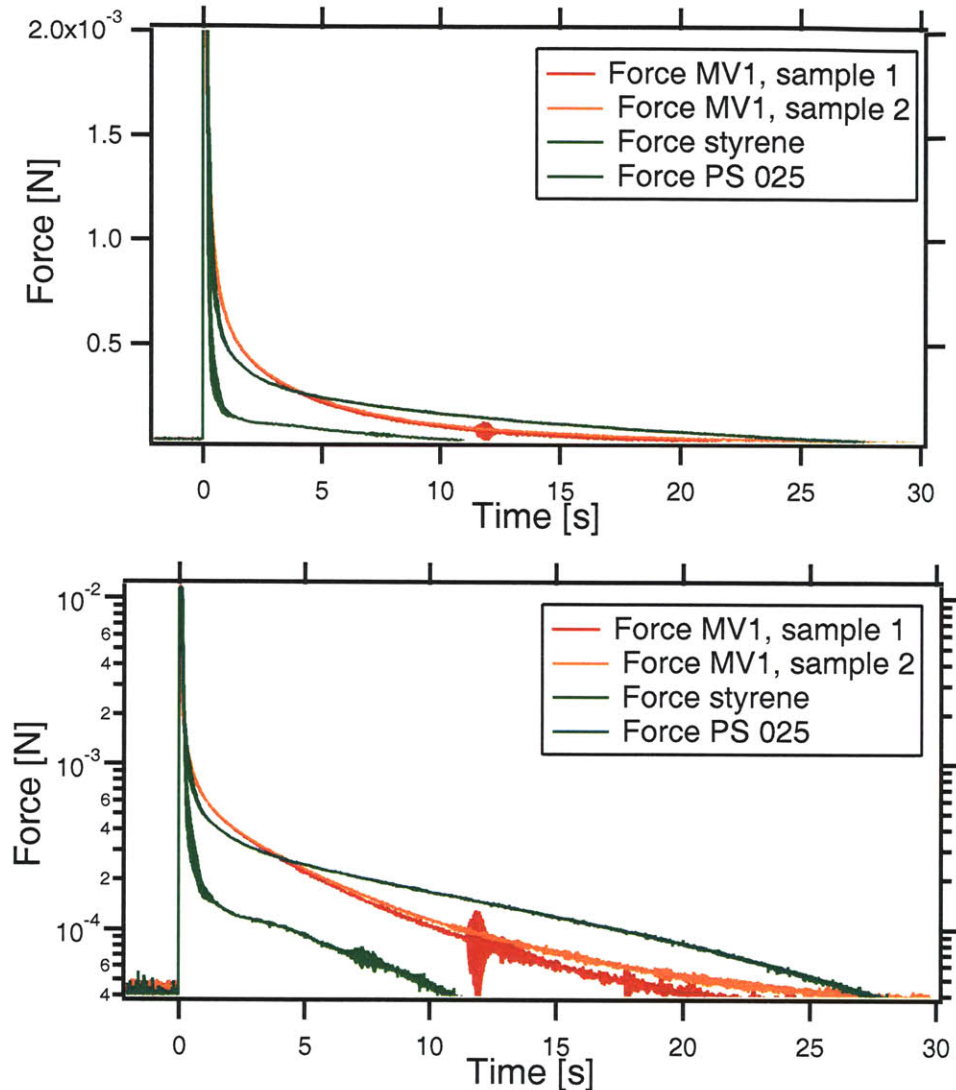 2.0x10⁻³
1.5
1.0
0.5
Force [N]
Force MV1, sample 1
Force MV1, sample 2
Force styrene
Force PS 025
0 5 10 15 20 25 30
Time [s]
10⁻²
6
4
2
10⁻³
6
4
2
10⁻⁴
6
4
Force [N]
Force MV1, sample 1
Force MV1, sample 2
Force styrene
Force PS 025
0 5 10 15 20 25 30
Time [s]